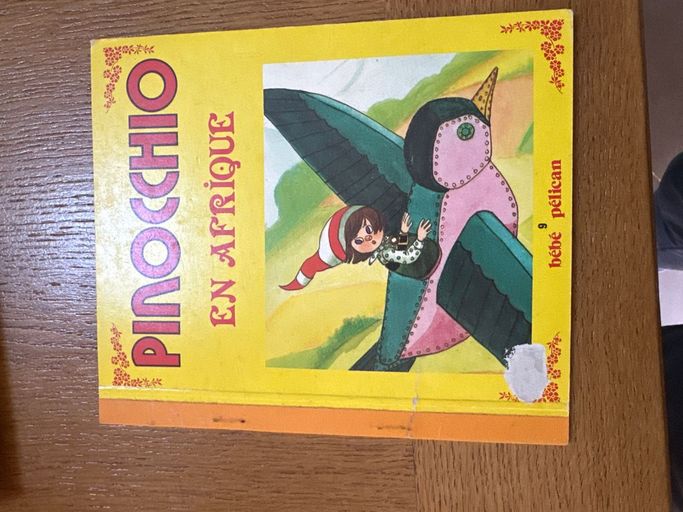 PINOCCHIO
EN AFRIQUE
9
bébé pélican